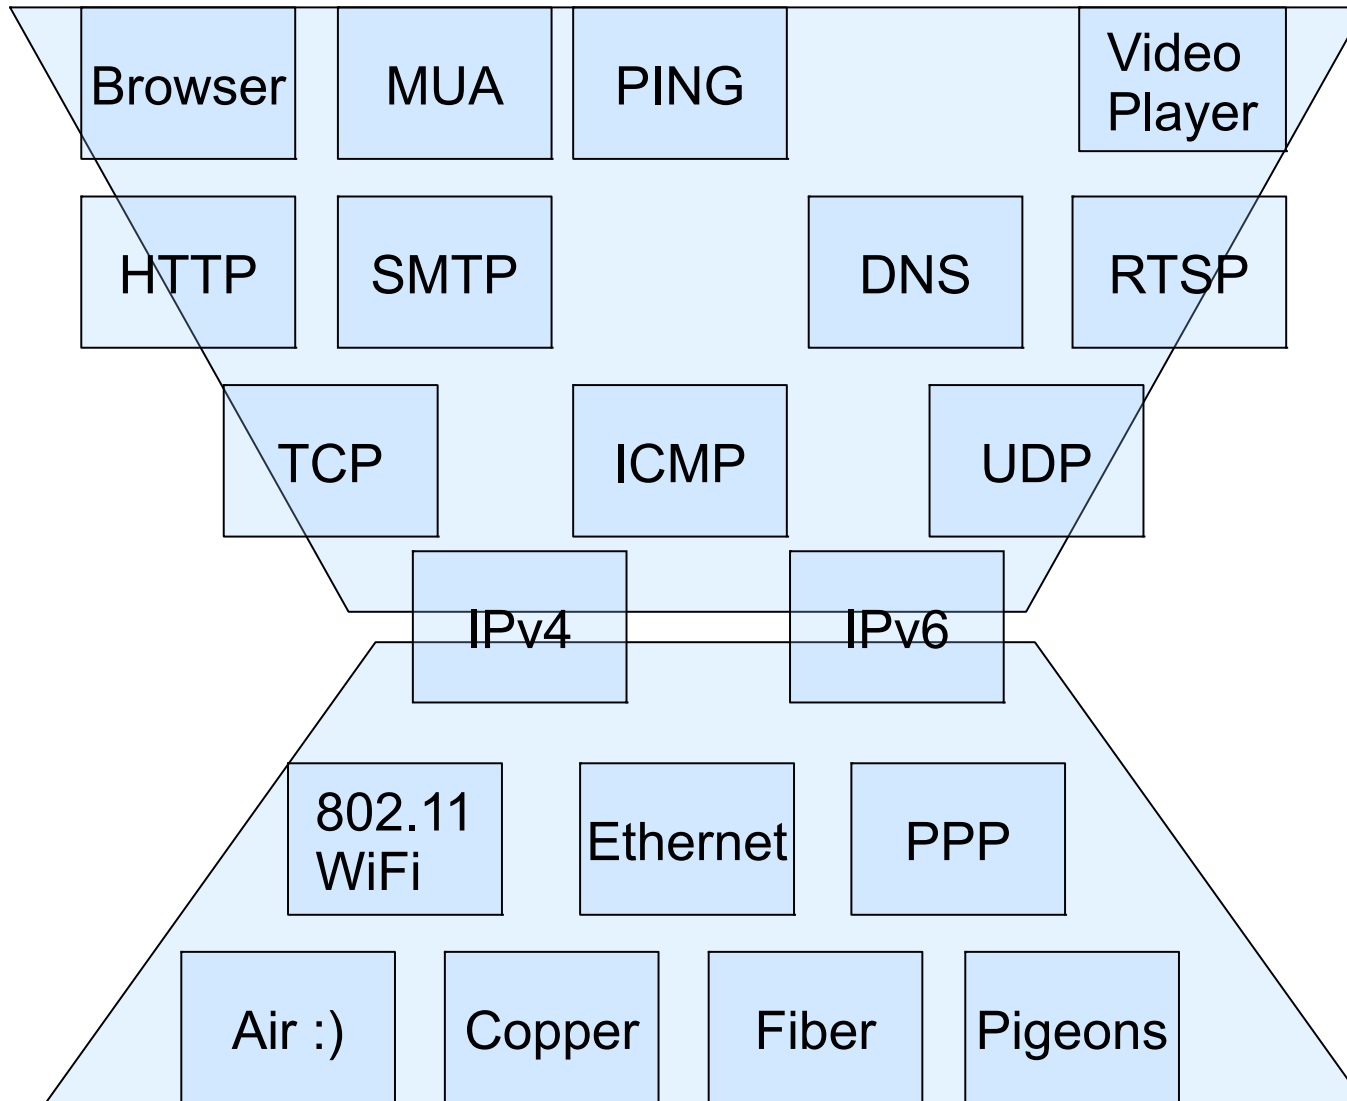 Browser
MUA
PING
Video
Player
HTTP
SMTP
DNS
RTSP
TCP
ICMP
UDP
IPv4
IPv6
802.11
WiFi
Ethernet
PPP
Air :)
Copper
Fiber
Pigeons